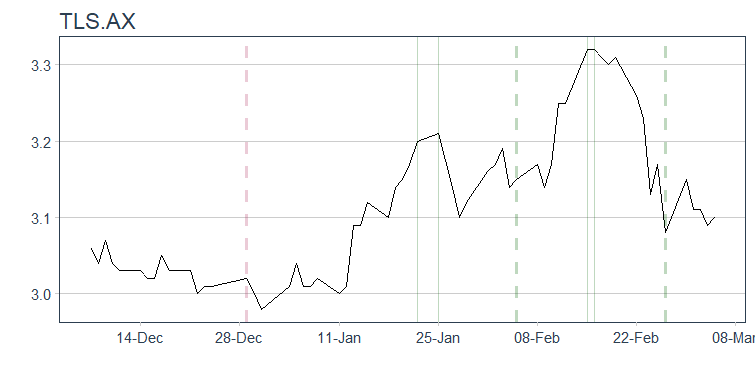 TLS.AX
3.3
3.2
3.1
3.0
14-Dec
28-Dec
11-Jan
25-Jan
08-Feb
22-Feb
08-Mar